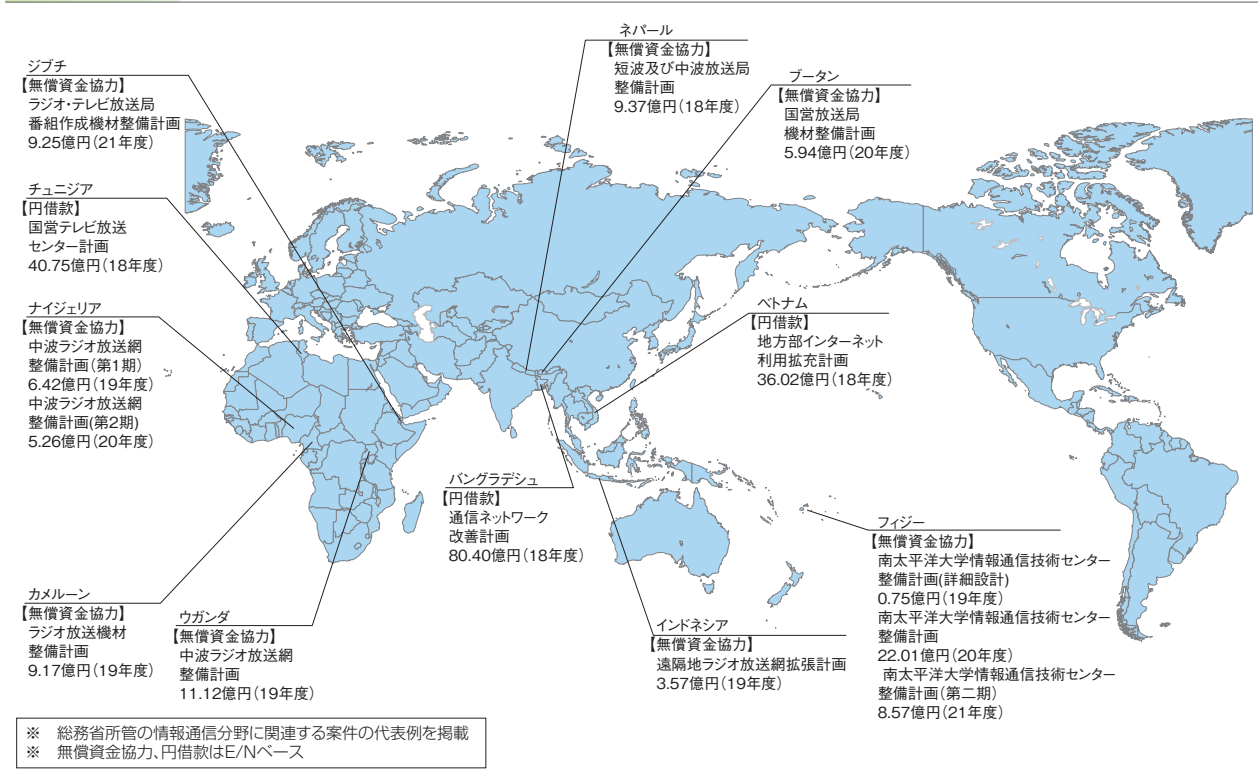 ネパール
【無償資金協力】
短波及び中波放送局
整備計画
9.37億円(18年度)
ジブチ
【無償資金協力】
ラジオ・テレビ放送局
番組作成機材整備計画
9.25億円(21年度)
ブータン
【無償資金協力】
国営放送局
機材整備計画
5.94億円(20年度)
チュニジア
【円借款】
国営テレビ放送
センター計画
40.75億円(18年度)
ナイジェリア
【無償資金協力】
中波ラジオ放送網
整備計画(第1期)
6.42億円(19年度)
中波ラジオ放送網
整備計画(第2期)
5.26億円(20年度)
ベトナム
【円借款】
地方部インターネット
利用拡充計画
36.02億円(18年度)
バングラデシュ
【円借款】
通信ネットワーク
改善計画
80.40億円(18年度)
フィジー
【無償資金協力】
南太平洋大学情報通信技術センター
整備計画(詳細設計)
0.75億円(19年度)
南太平洋大学情報通信技術センター
整備計画
22.01億円(20年度)
南太平洋大学情報通信技術センター
整備計画(第二期)
8.57億円(21年度)
カメルーン
【無償資金協力】
ラジオ放送機材
整備計画
9.17億円(19年度)
ウガンダ
【無償資金協力】
中波ラジオ放送網
整備計画
11.12億円(19年度)
インドネシア
【無償資金協力】
遠隔地ラジオ放送網拡張計画
3.57億円(19年度)
※ 総務省所管の情報通信分野に関連する案件の代表例を掲載
※ 無償資金協力、円借款はE/Nベース